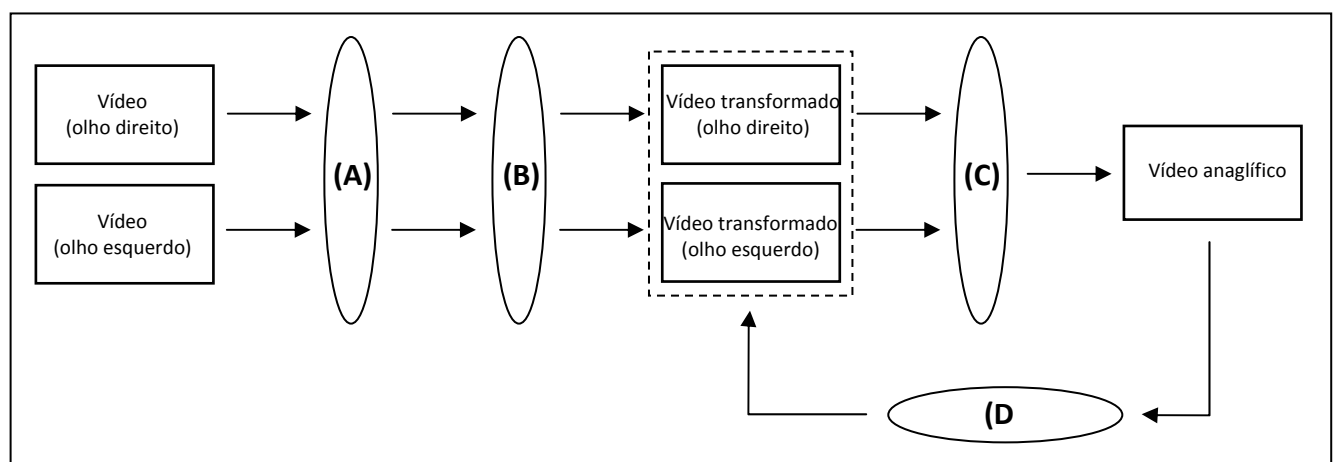 Vídeo
(olho direito)
Vídeo
(olho esquerdo)
(A)
(B)
Vídeo transformado
(olho direito)
Vídeo transformado
(olho esquerdo)
(C)
Vídeo anaglífico
(D